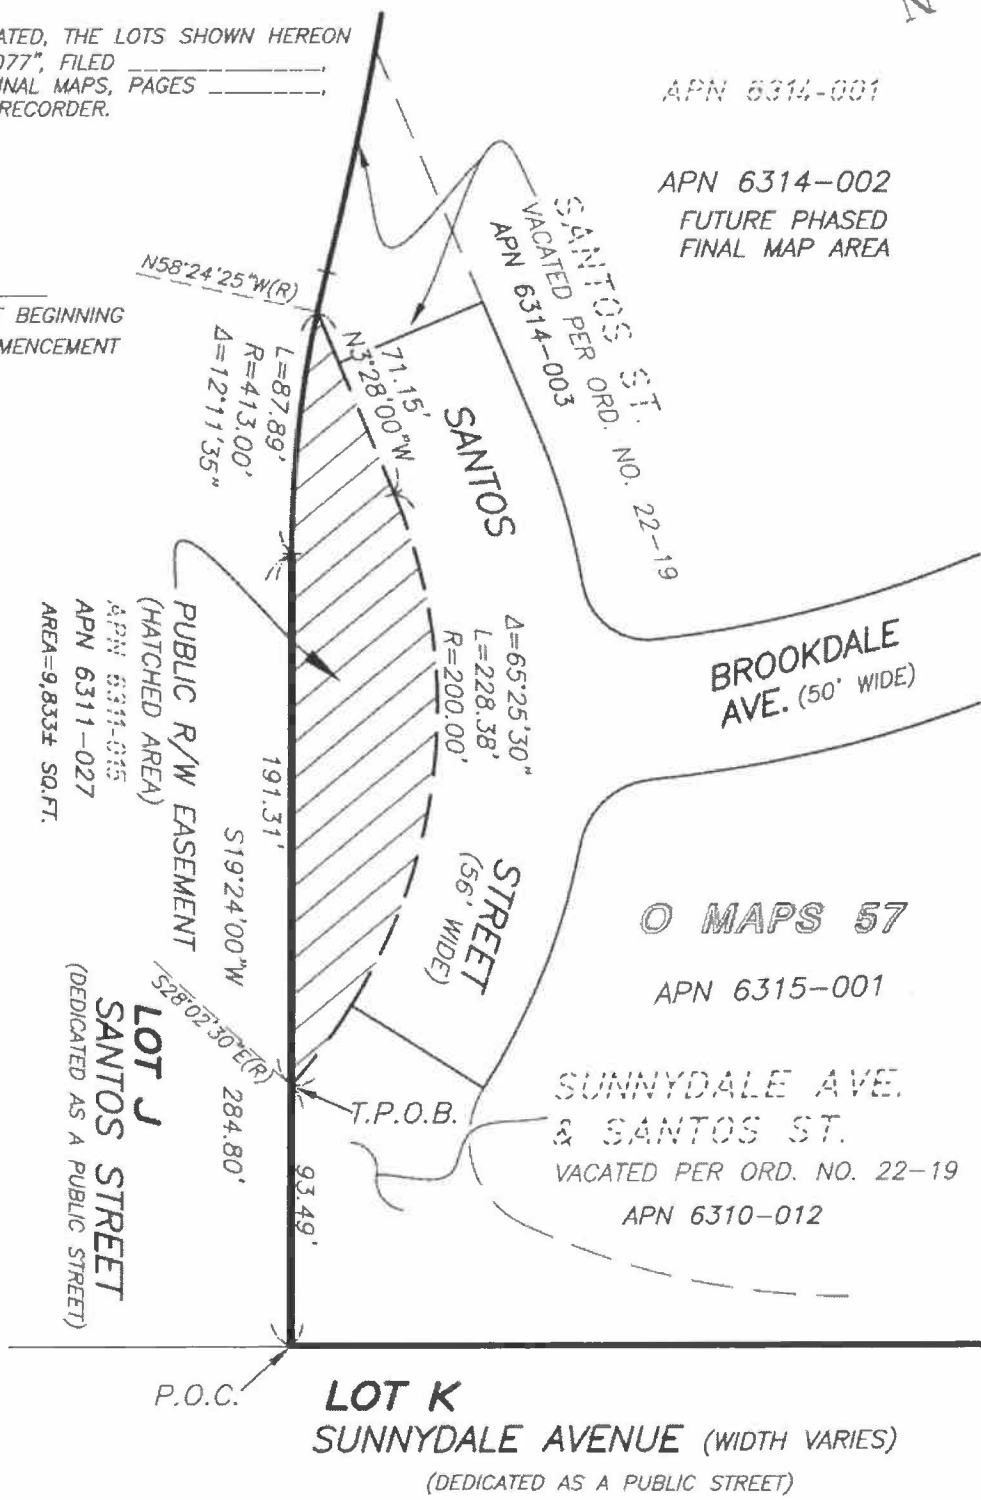 ATED, THE LOTS SHOWN HEREON
077", FILED ____________,
INAL MAPS, PAGES ________,
RECORDER.
N
APN 6314-001
APN 6314-002
FUTURE PHASED
FINAL MAP AREA
SANTOS ST.
VACATED PER ORD. NO. 22-19
APN 6314-003
N58°24'25"W(R)
BEGINNING
MENCEMENT
L=87.89'
R=413.00'
Δ=12°11'35"
71.15'
N3°28'00"W
SANTOS
STREET
(56' WIDE)
Δ=65°25'30"
L=228.38'
R=200.00'
BROOKDALE
AVE. (50' WIDE)
PUBLIC R/W EASEMENT
(HATCHED AREA)
APN 6311-015
APN 6311-027
AREA=9,833± SQ.FT.
191.31'
S19°24'00"W
284.80'
S28°02'30"E(R)
O MAPS 57
APN 6315-001
LOT J
SANTOS STREET
(DEDICATED AS A PUBLIC STREET)
T.P.O.B.
93.49'
SUNNYDALE AVE.
& SANTOS ST.
VACATED PER ORD. NO. 22-19
APN 6310-012
P.O.C.
LOT K
SUNNYDALE AVENUE (WIDTH VARIES)
(DEDICATED AS A PUBLIC STREET)